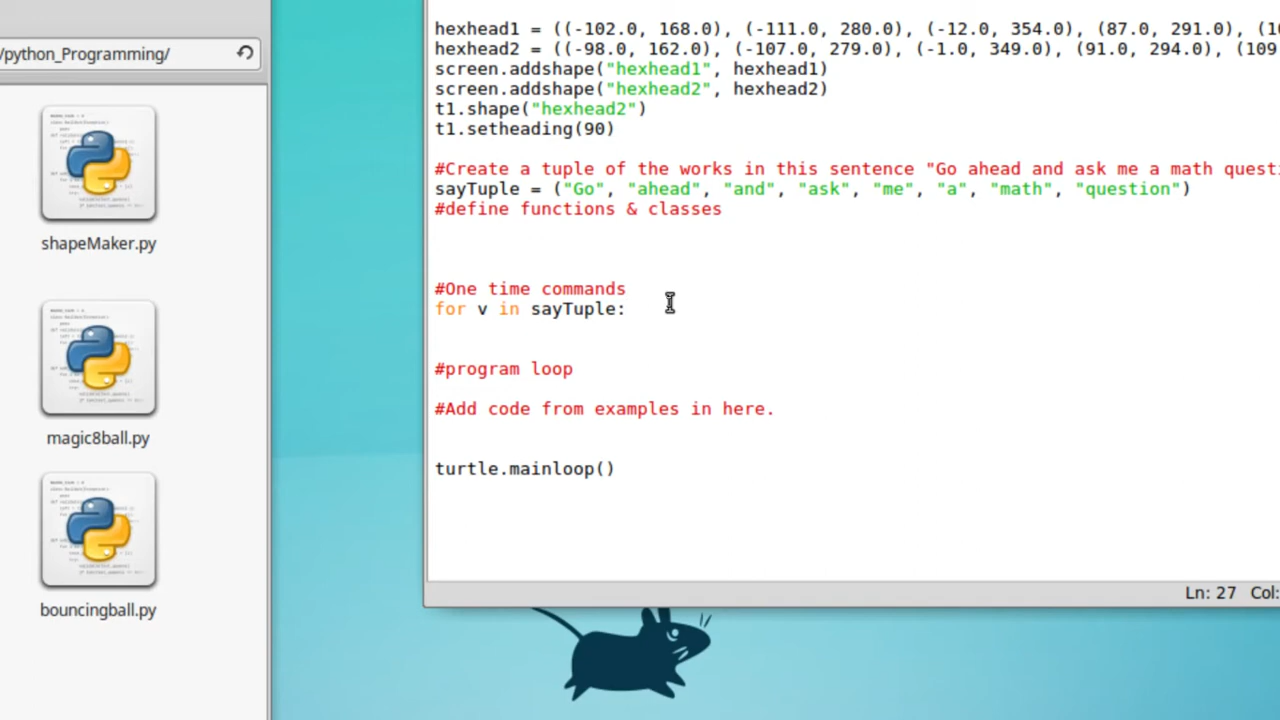 /python_Programming/
shapeMaker.py
magic8ball.py
bouncingball.py
hexhead1 = ((-102.0, 168.0), (-111.0, 280.0), (-12.0, 354.0), (87.0, 291.0), (10
hexhead2 = ((-98.0, 162.0), (-107.0, 279.0), (-1.0, 349.0), (91.0, 294.0), (109
screen.addshape("hexhead1", hexhead1)
screen.addshape("hexhead2", hexhead2)
t1.shape("hexhead2")
t1.setheading(90)
#Create a tuple of the works in this sentence "Go ahead and ask me a math questi
sayTuple = ("Go", "ahead", "and", "ask", "me", "a", "math", "question")
#define functions & classes
#One time commands
for v in sayTuple:
#program loop
#Add code from examples in here.
turtle.mainloop()
Ln: 27 Col: